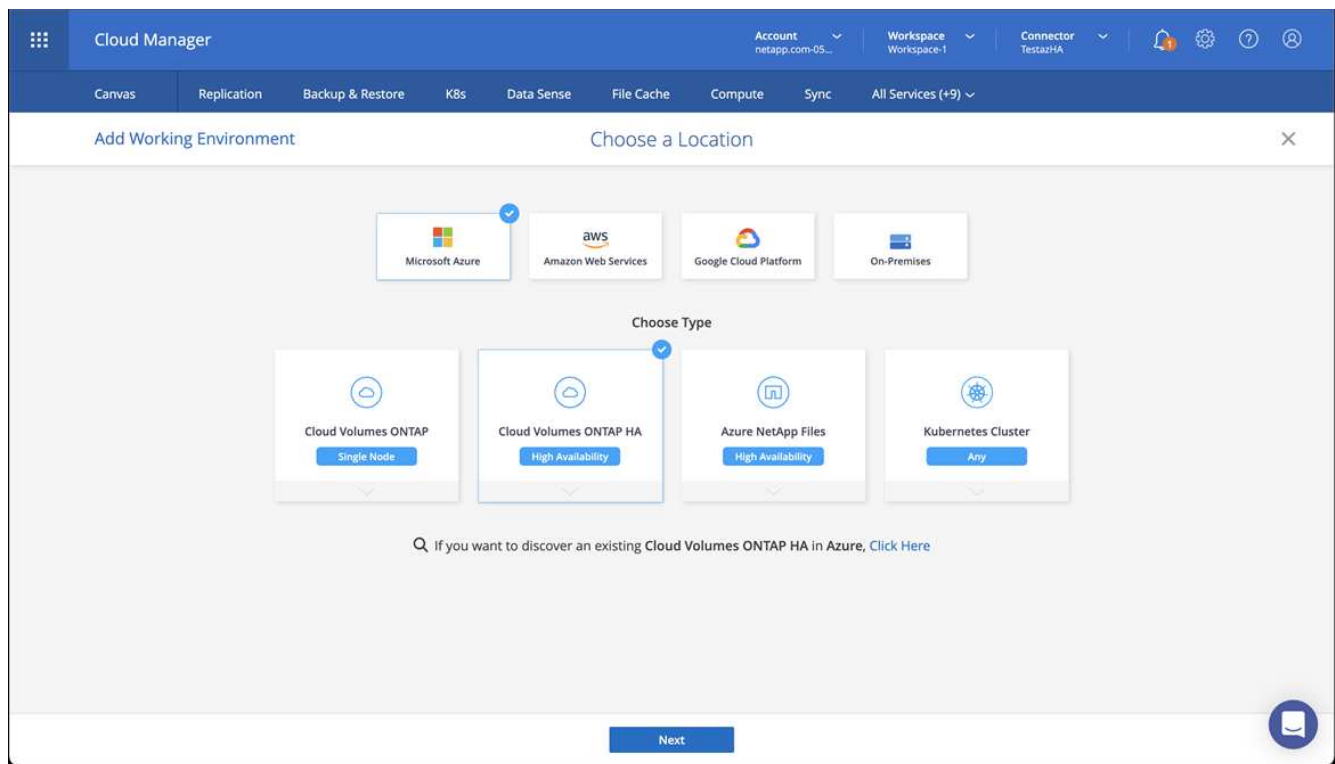 Cloud Manager
Account
netapp.com-05...
Workspace
Workspace-1
Connector
TestazHA
1
Canvas
Replication
Backup & Restore
K8s
Data Sense
File Cache
Compute
Sync
All Services (+9)
Add Working Environment
Choose a Location
Microsoft Azure
aws
Amazon Web Services
Google Cloud Platform
On-Premises
Choose Type
Cloud Volumes ONTAP
Single Node
Cloud Volumes ONTAP HA
High Availability
Azure NetApp Files
High Availability
Kubernetes Cluster
Any
If you want to discover an existing Cloud Volumes ONTAP HA in Azure, Click Here
Next